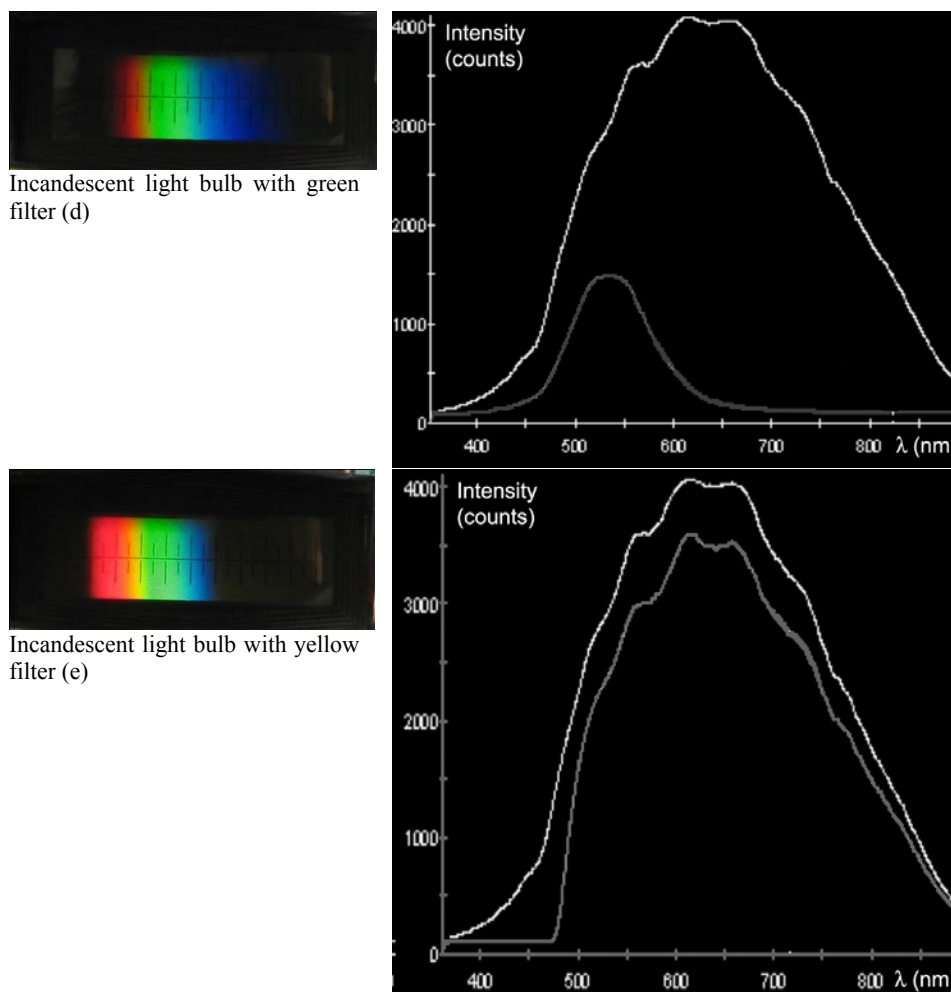 Intensity
(counts)
4000
3000
2000
1000
0
400 500 600 700 800 λ (nm
Incandescent light bulb with green
filter (d)
Intensity
(counts)
4000
3000
2000
1000
0
400 500 600 700 800 λ (nm
Incandescent light bulb with yellow
filter (e)